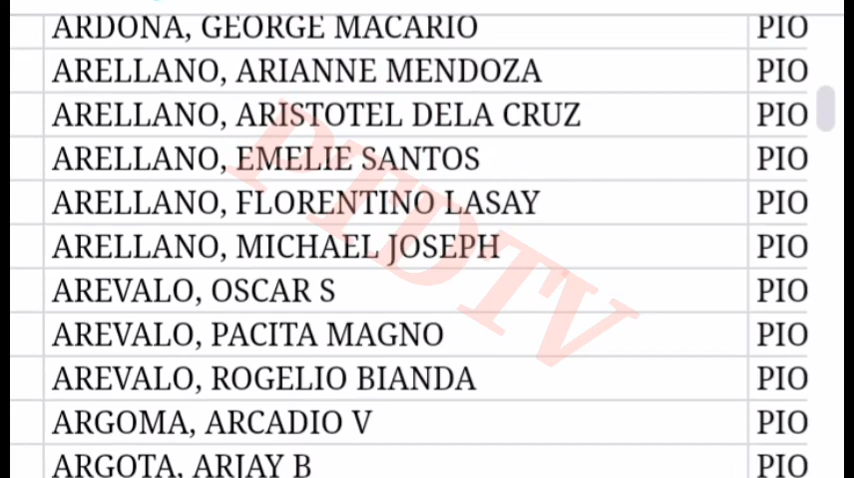 ARDONA, GEORGE MACARIO PIO
ARELLANO, ARIANNE MENDOZA PIO
ARELLANO, ARISTOTEL DELA CRUZ PIO
ARELLANO, EMELIE SANTOS PIO
ARELLANO, FLORENTINO LASAY PIO
ARELLANO, MICHAEL JOSEPH PIO
AREVALO, OSCAR S PIO
AREVALO, PACITA MAGNO PIO
AREVALO, ROGELIO BIANDA PIO
ARGOMA, ARCADIO V PIO
ARGOTA, ARJAY B PIO
PTDTV